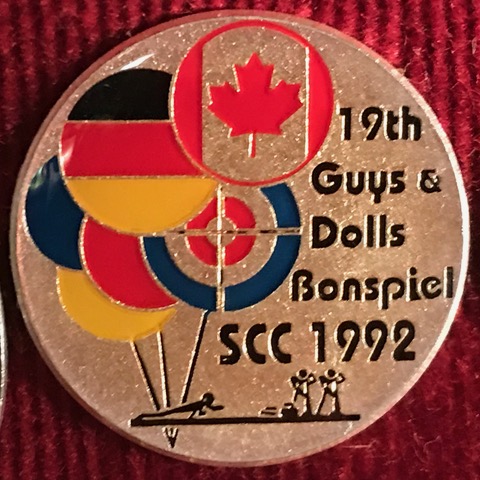 19th
Guys &
Dolls
Bonspiel
SCC 1992